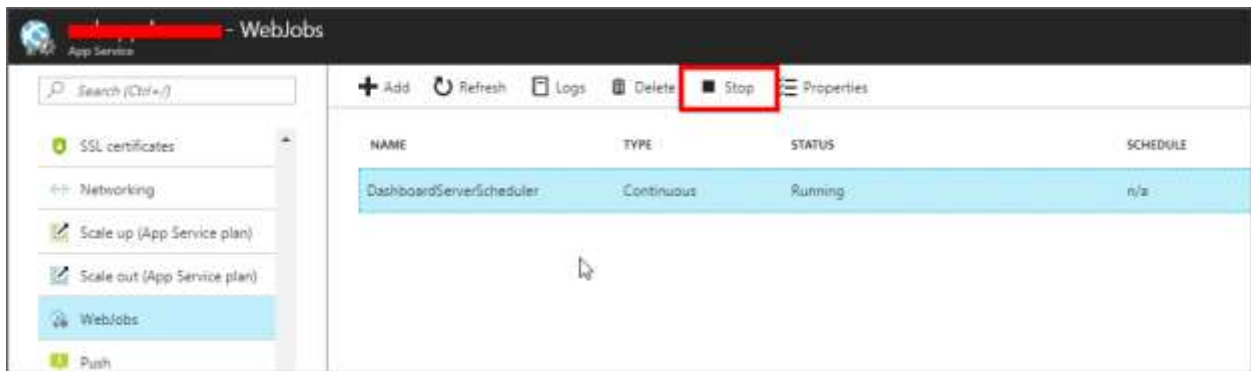 - WebJobs
App Service
Search (Ctrl+/)
Add Refresh Logs Delete Stop Properties
SSL certificates
Networking
Scale up (App Service plan)
Scale out (App Service plan)
WebJobs
Push
NAME TYPE STATUS SCHEDULE
DashboardServerScheduler Continuous Running n/a